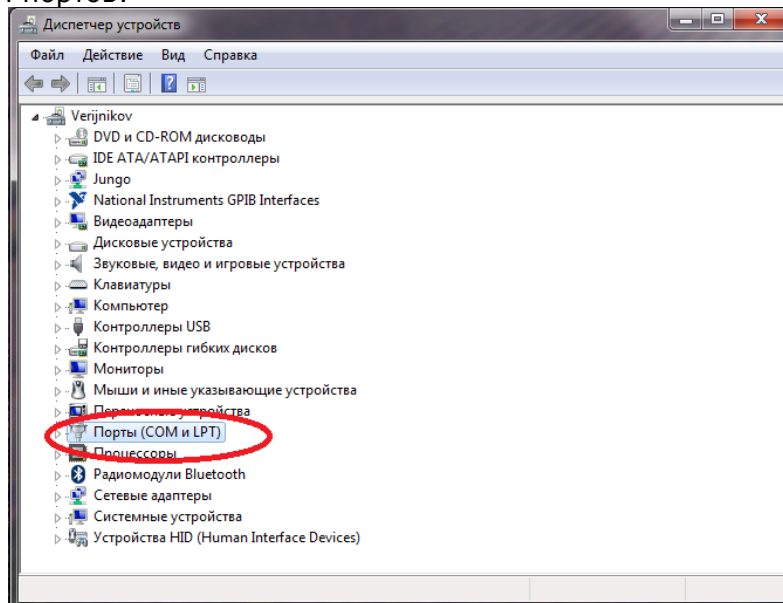 портов.
Диспетчер устройств
Файл Действие Вид Справка
Verijnikov
DVD и CD-ROM дисководы
IDE ATA/ATAPI контроллеры
Jungo
National Instruments GPIB Interfaces
Видеоадаптеры
Дисковые устройства
Звуковые, видео и игровые устройства
Клавиатуры
Компьютер
Контроллеры USB
Контроллеры гибких дисков
Мониторы
Мыши и иные указывающие устройства
Переносные устройства
Порты (COM и LPT)
Процессоры
Радиомодули Bluetooth
Сетевые адаптеры
Системные устройства
Устройства HID (Human Interface Devices)